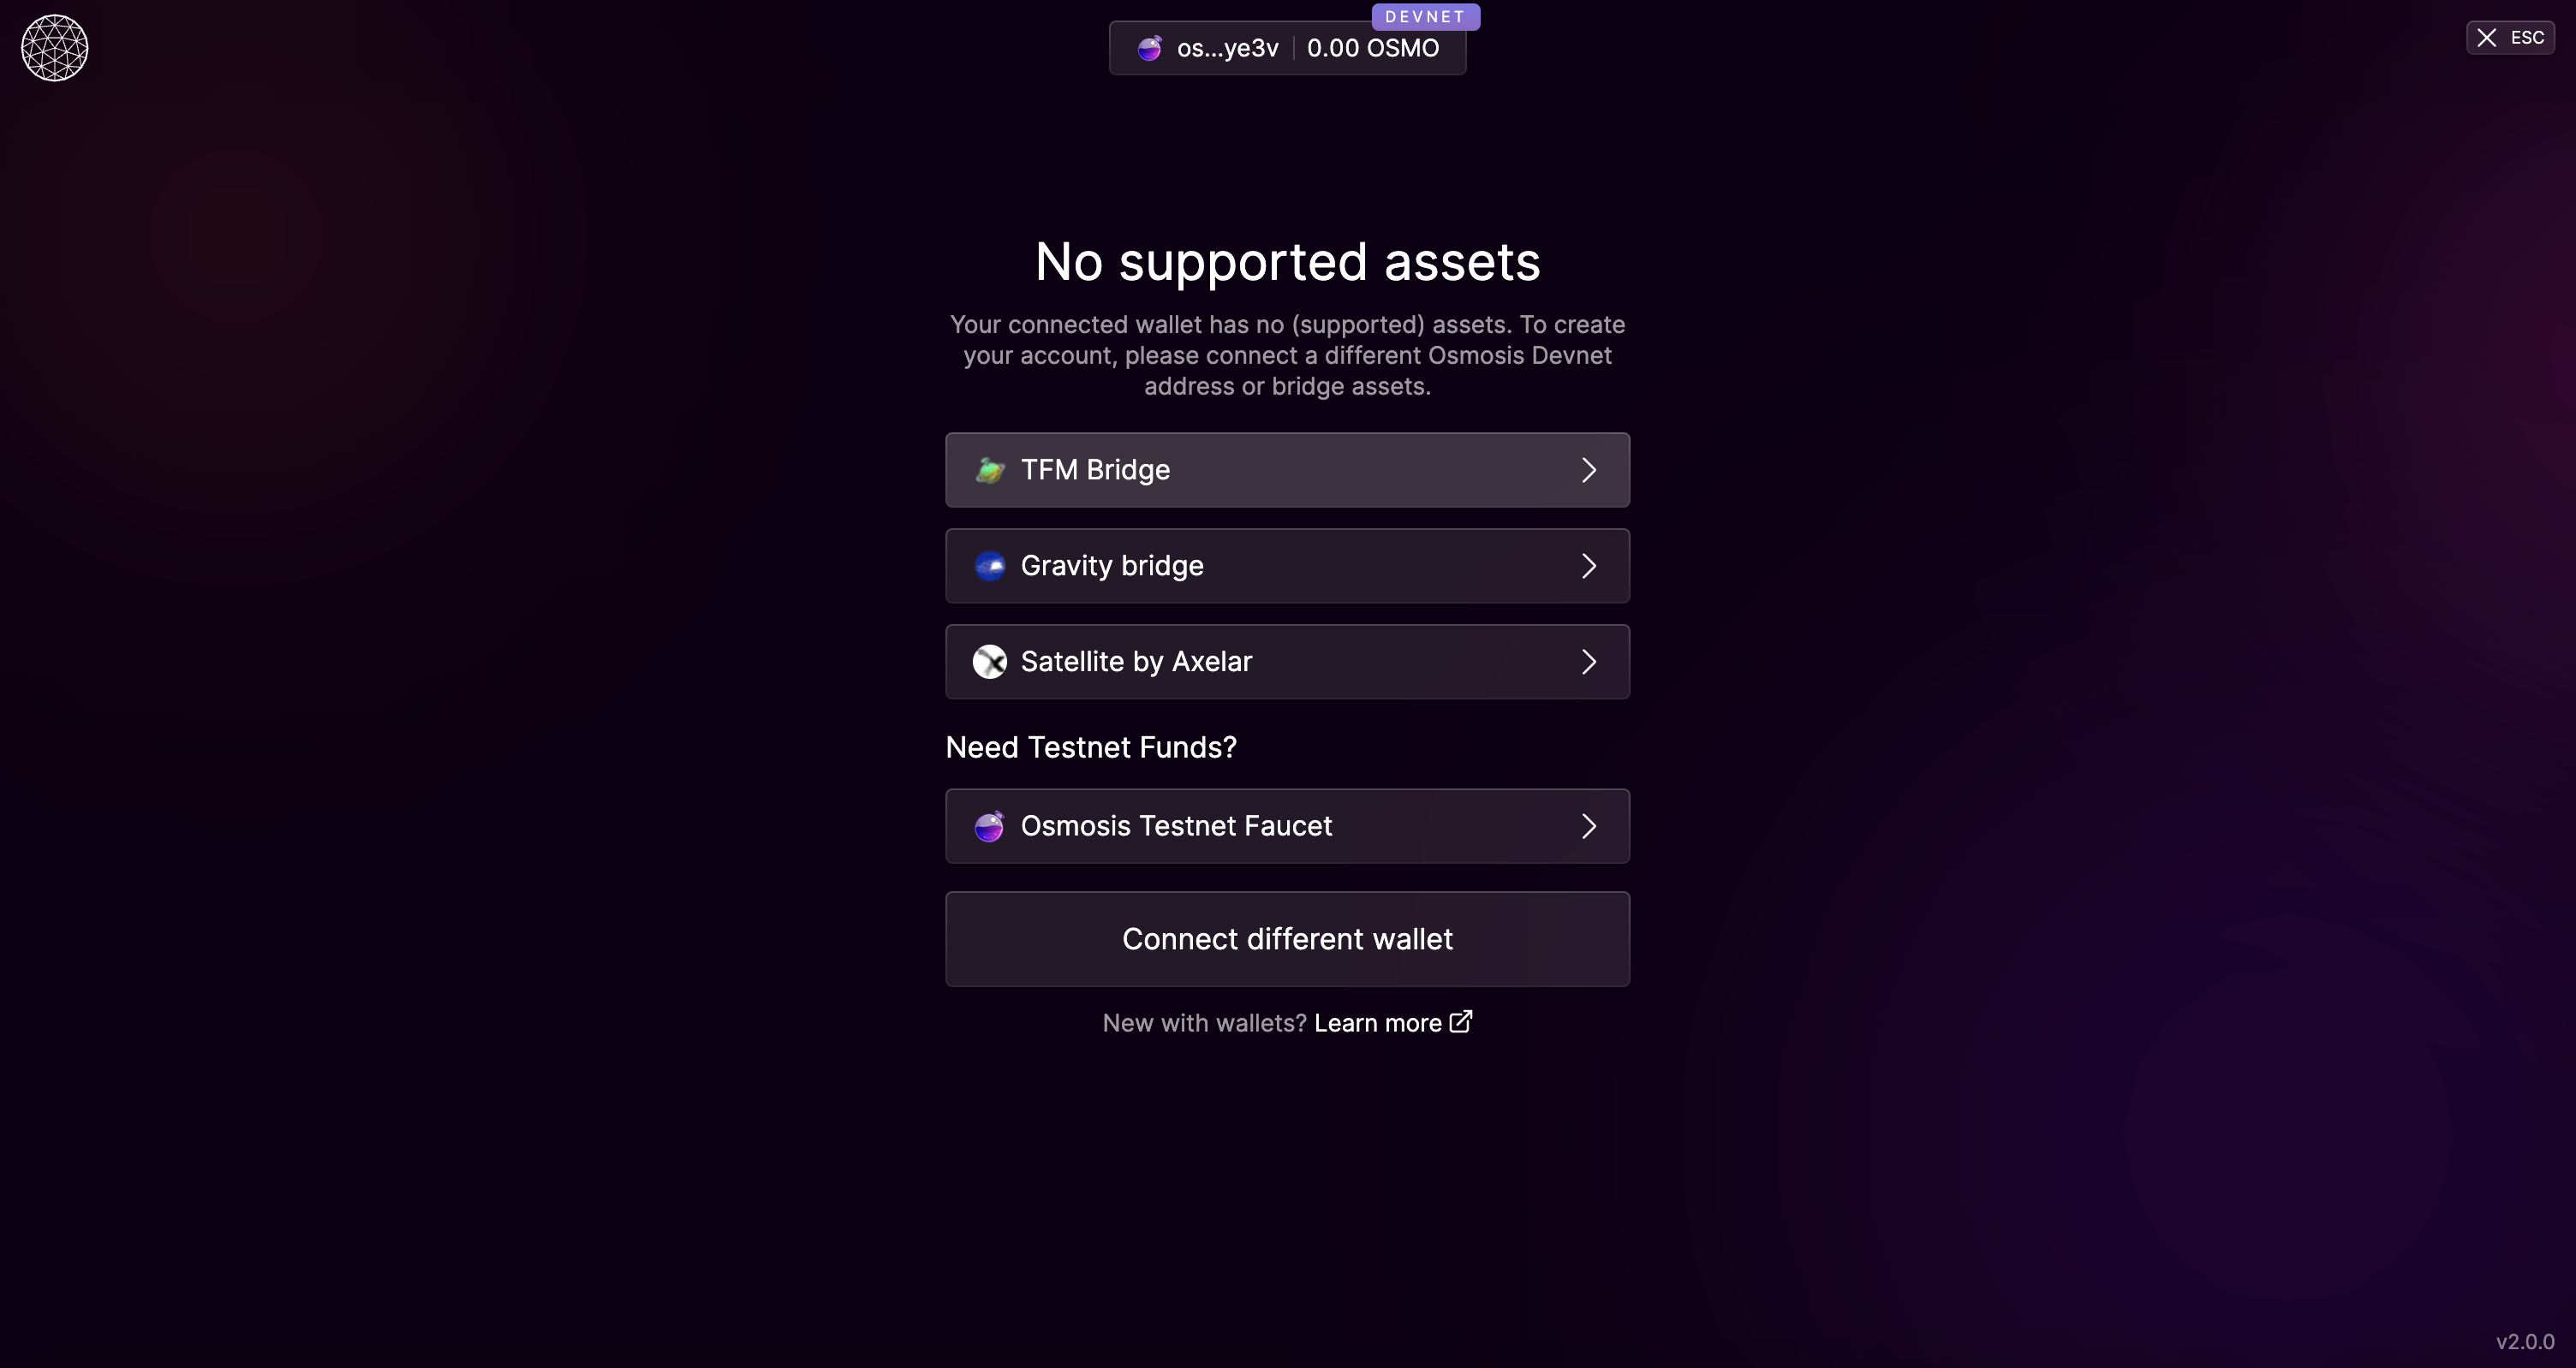 DEVNET
os...ye3v | 0.00 OSMO
ESC
No supported assets
Your connected wallet has no (supported) assets. To create
your account, please connect a different Osmosis Devnet
address or bridge assets.
TFM Bridge
Gravity bridge
Satellite by Axelar
Need Testnet Funds?
Osmosis Testnet Faucet
Connect different wallet
New with wallets? Learn more
v2.0.0